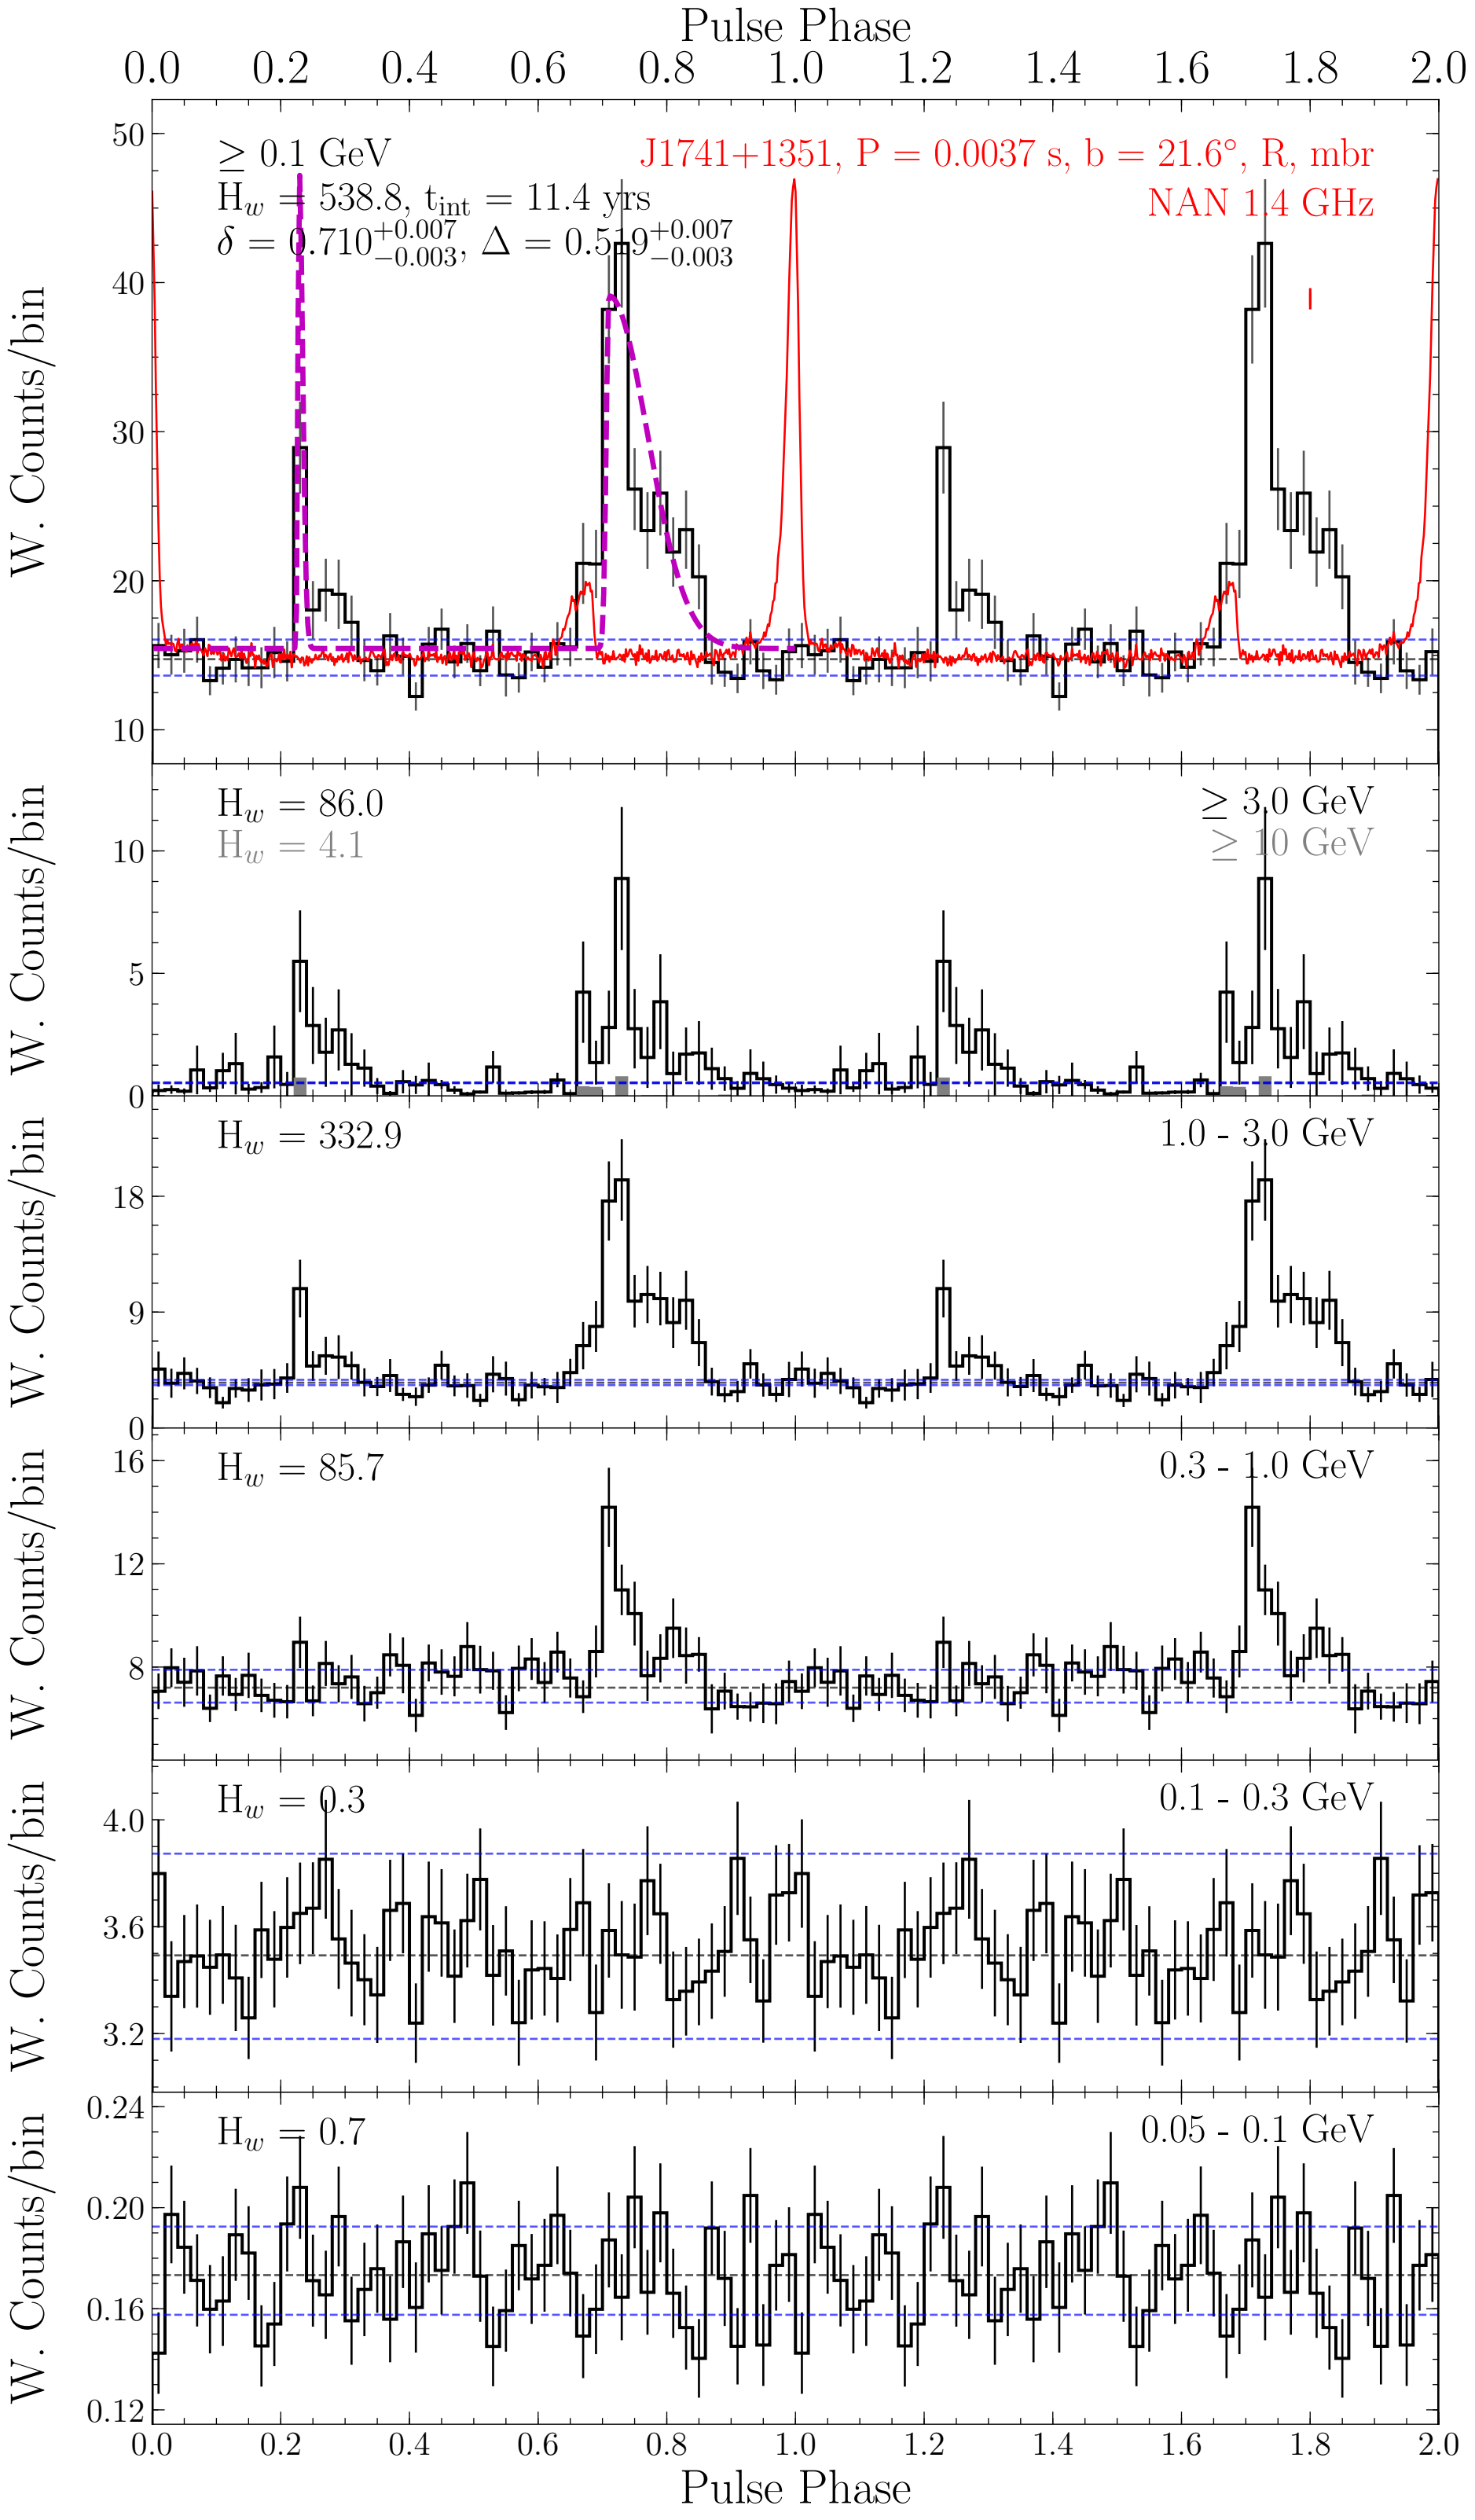 Pulse Phase
0.0 0.2 0.4 0.6 0.8 1.0 1.2 1.4 1.6 1.8 2.0
≥ 0.1 GeV
J1741+1351, P = 0.0037 s, b = 21.6°, R, mbr
H_w = 538.8, t_int = 11.4 yrs
NAN 1.4 GHz
δ = 0.710^{+0.007}_{−0.003}, Δ = 0.519^{+0.007}_{−0.003}
W. Counts/bin
50
40
30
20
10
H_w = 86.0
≥ 3.0 GeV
H_w = 4.1
≥ 10 GeV
W. Counts/bin
10
5
0
H_w = 332.9
1.0 - 3.0 GeV
W. Counts/bin
18
9
0
H_w = 85.7
0.3 - 1.0 GeV
W. Counts/bin
16
12
8
H_w = 0.3
0.1 - 0.3 GeV
W. Counts/bin
4.0
3.6
3.2
H_w = 0.7
0.05 - 0.1 GeV
W. Counts/bin
0.24
0.20
0.16
0.12
0.0 0.2 0.4 0.6 0.8 1.0 1.2 1.4 1.6 1.8 2.0
Pulse Phase